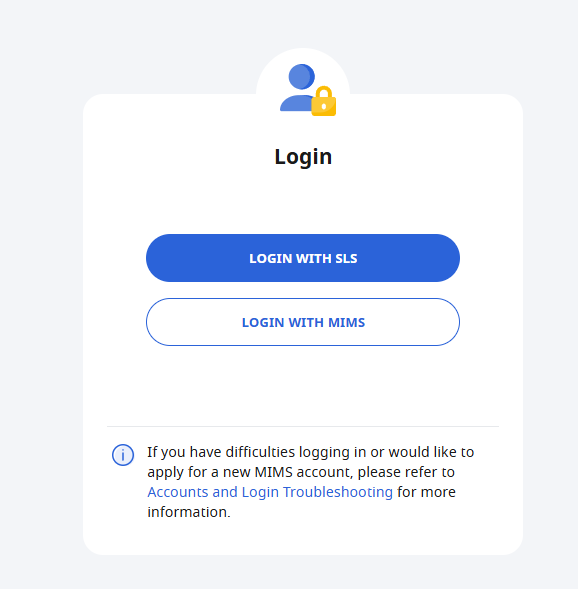 Login
LOGIN WITH SLS
LOGIN WITH MIMS
If you have difficulties logging in or would like to
apply for a new MIMS account, please refer to
Accounts and Login Troubleshooting for more
information.